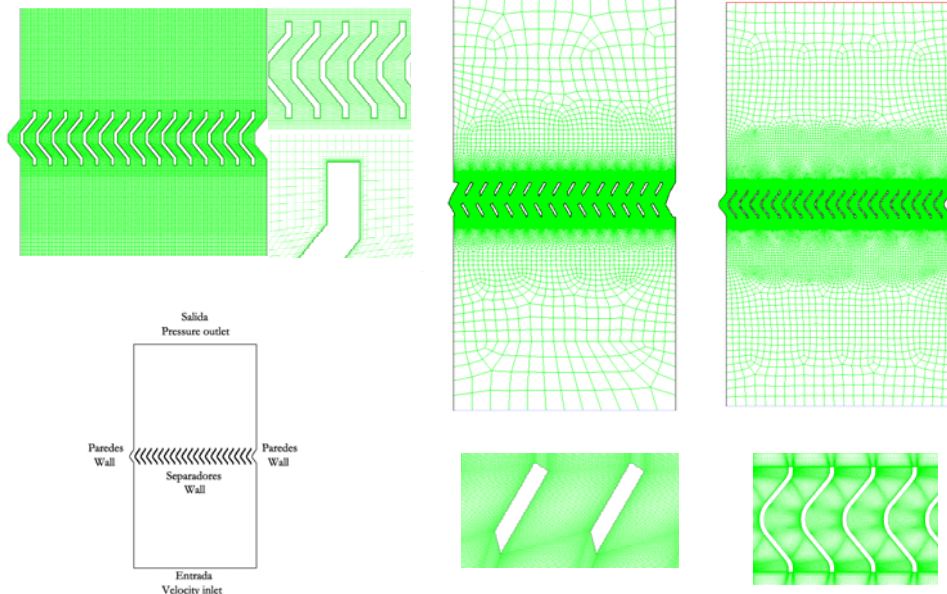 Salida
Pressure outlet
Paredes
Wall
Paredes
Wall
Separadores
Wall
Entrada
Velocity inlet